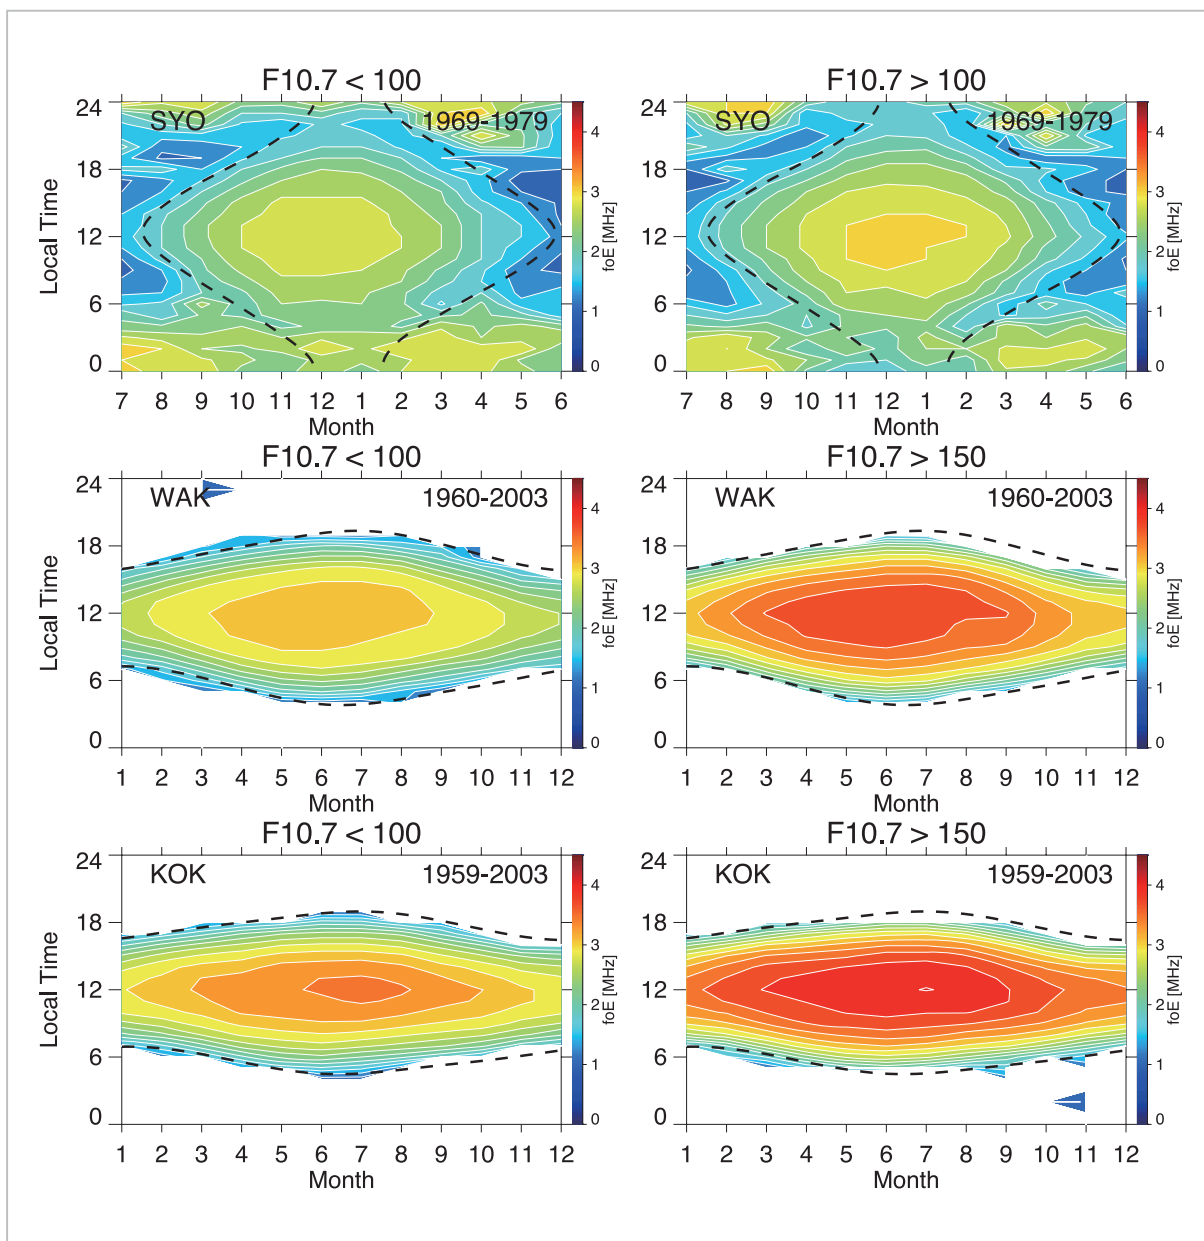 F10.7 < 100
F10.7 > 100
24 18 12 6 0
Local Time
SYO 1969-1979
7 8 9 10 11 12 1 2 3 4 5 6
Month
4 3 2 1 0
foE [MHz]
24 18 12 6 0
SYO 1969-1979
7 8 9 10 11 12 1 2 3 4 5 6
Month
4 3 2 1 0
foE [MHz]
F10.7 < 100
F10.7 > 150
24 18 12 6 0
Local Time
WAK 1960-2003
1 2 3 4 5 6 7 8 9 10 11 12
Month
4 3 2 1 0
foE [MHz]
24 18 12 6 0
WAK 1960-2003
1 2 3 4 5 6 7 8 9 10 11 12
Month
4 3 2 1 0
foE [MHz]
F10.7 < 100
F10.7 > 150
24 18 12 6 0
Local Time
KOK 1959-2003
1 2 3 4 5 6 7 8 9 10 11 12
Month
4 3 2 1 0
foE [MHz]
24 18 12 6 0
KOK 1959-2003
1 2 3 4 5 6 7 8 9 10 11 12
Month
4 3 2 1 0
foE [MHz]